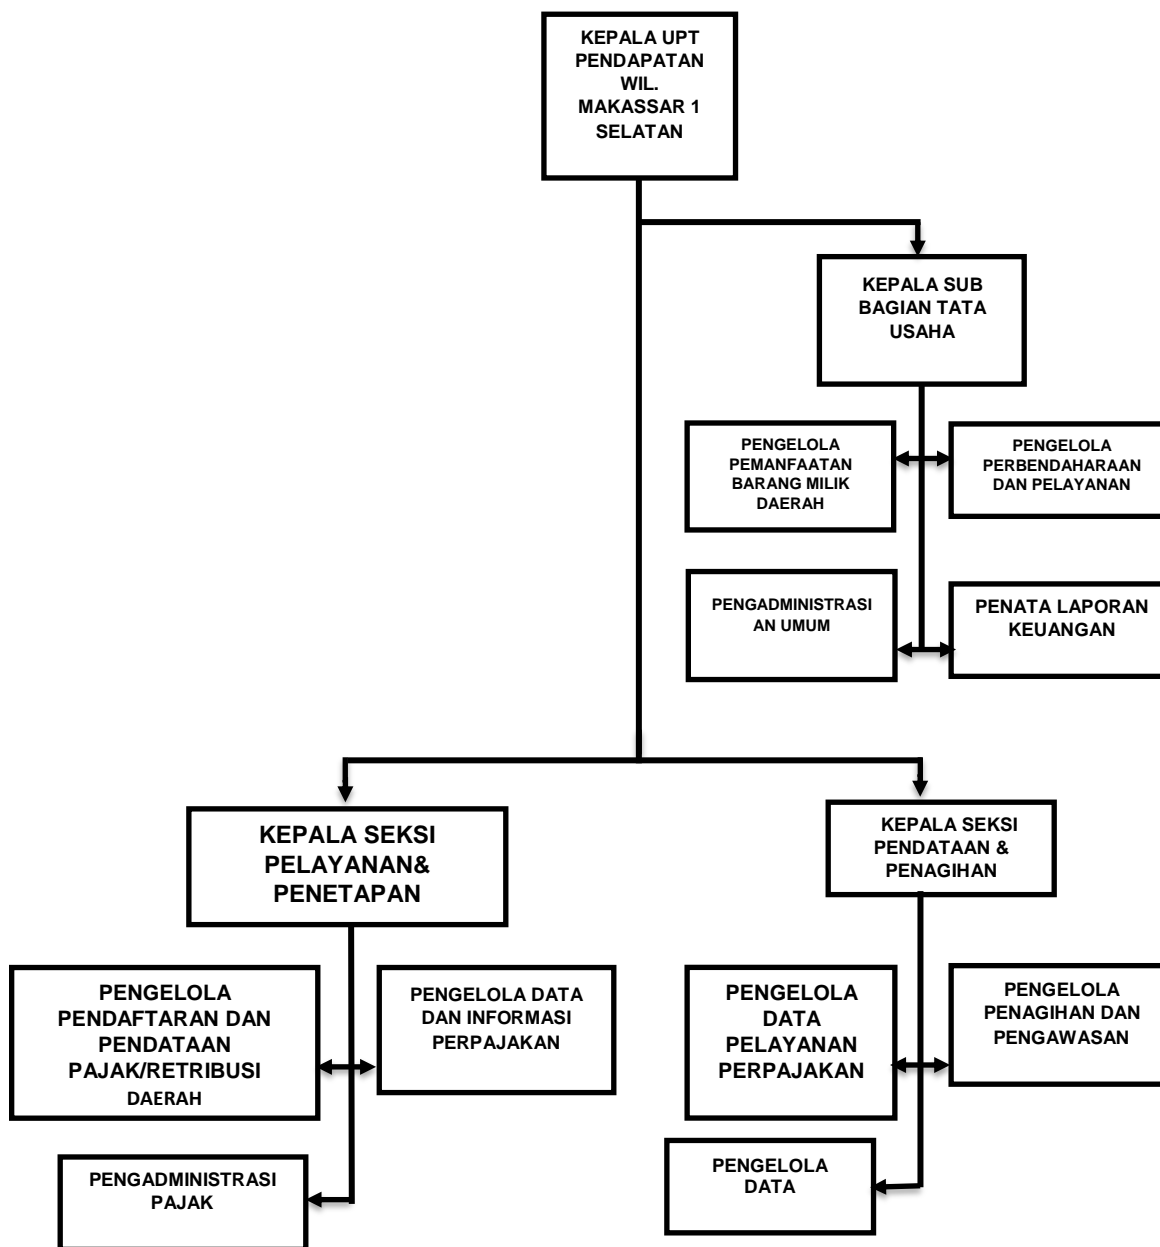 KEPALA UPT
PENDAPATAN
WIL.
MAKASSAR 1
SELATAN
KEPALA SUB
BAGIAN TATA
USAHA
PENGELOLA
PEMANFAATAN
BARANG MILIK
DAERAH
PENGELOLA
PERBENDAHARAAN
DAN PELAYANAN
PENGADMINISTRASI
AN UMUM
PENATA LAPORAN
KEUANGAN
KEPALA SEKSI
PELAYANAN&
PENETAPAN
KEPALA SEKSI
PENDATAAN &
PENAGIHAN
PENGELOLA
PENDAFTARAN DAN
PENDATAAN
PAJAK/RETRIBUSI
DAERAH
PENGELOLA DATA
DAN INFORMASI
PERPAJAKAN
PENGELOLA
DATA
PELAYANAN
PERPAJAKAN
PENGELOLA
PENAGIHAN DAN
PENGAWASAN
PENGADMINISTRASI
PAJAK
PENGELOLA
DATA